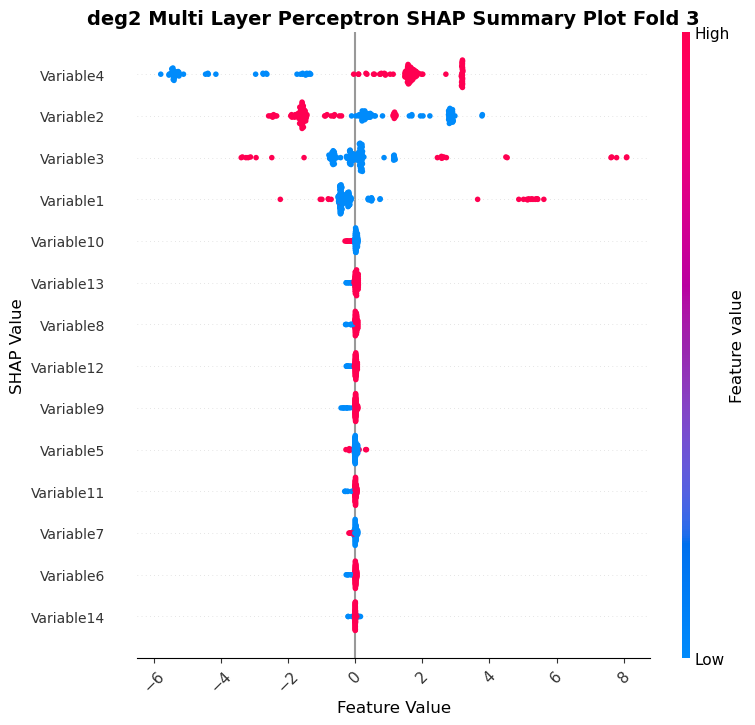 deg2 Multi Layer Perceptron SHAP Summary Plot Fold 3
High
Variable4
Variable2
Variable3
Variable1
Variable10
Variable13
Variable8
Variable12
Variable9
Variable5
Variable11
Variable7
Variable6
Variable14
SHAP Value
Feature value
Low
−6 −4 −2 0 2 4 6 8
Feature Value